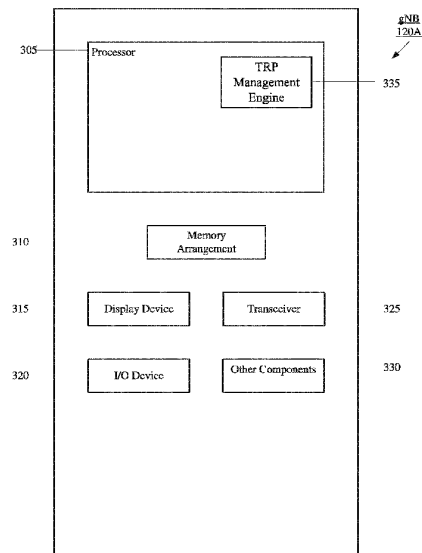 gNB
120A
305
Processor
TRP
Management
Engine
335
310
Memory
Arrangement
315
Display Device
Transceiver
325
320
I/O Device
Other Components
330